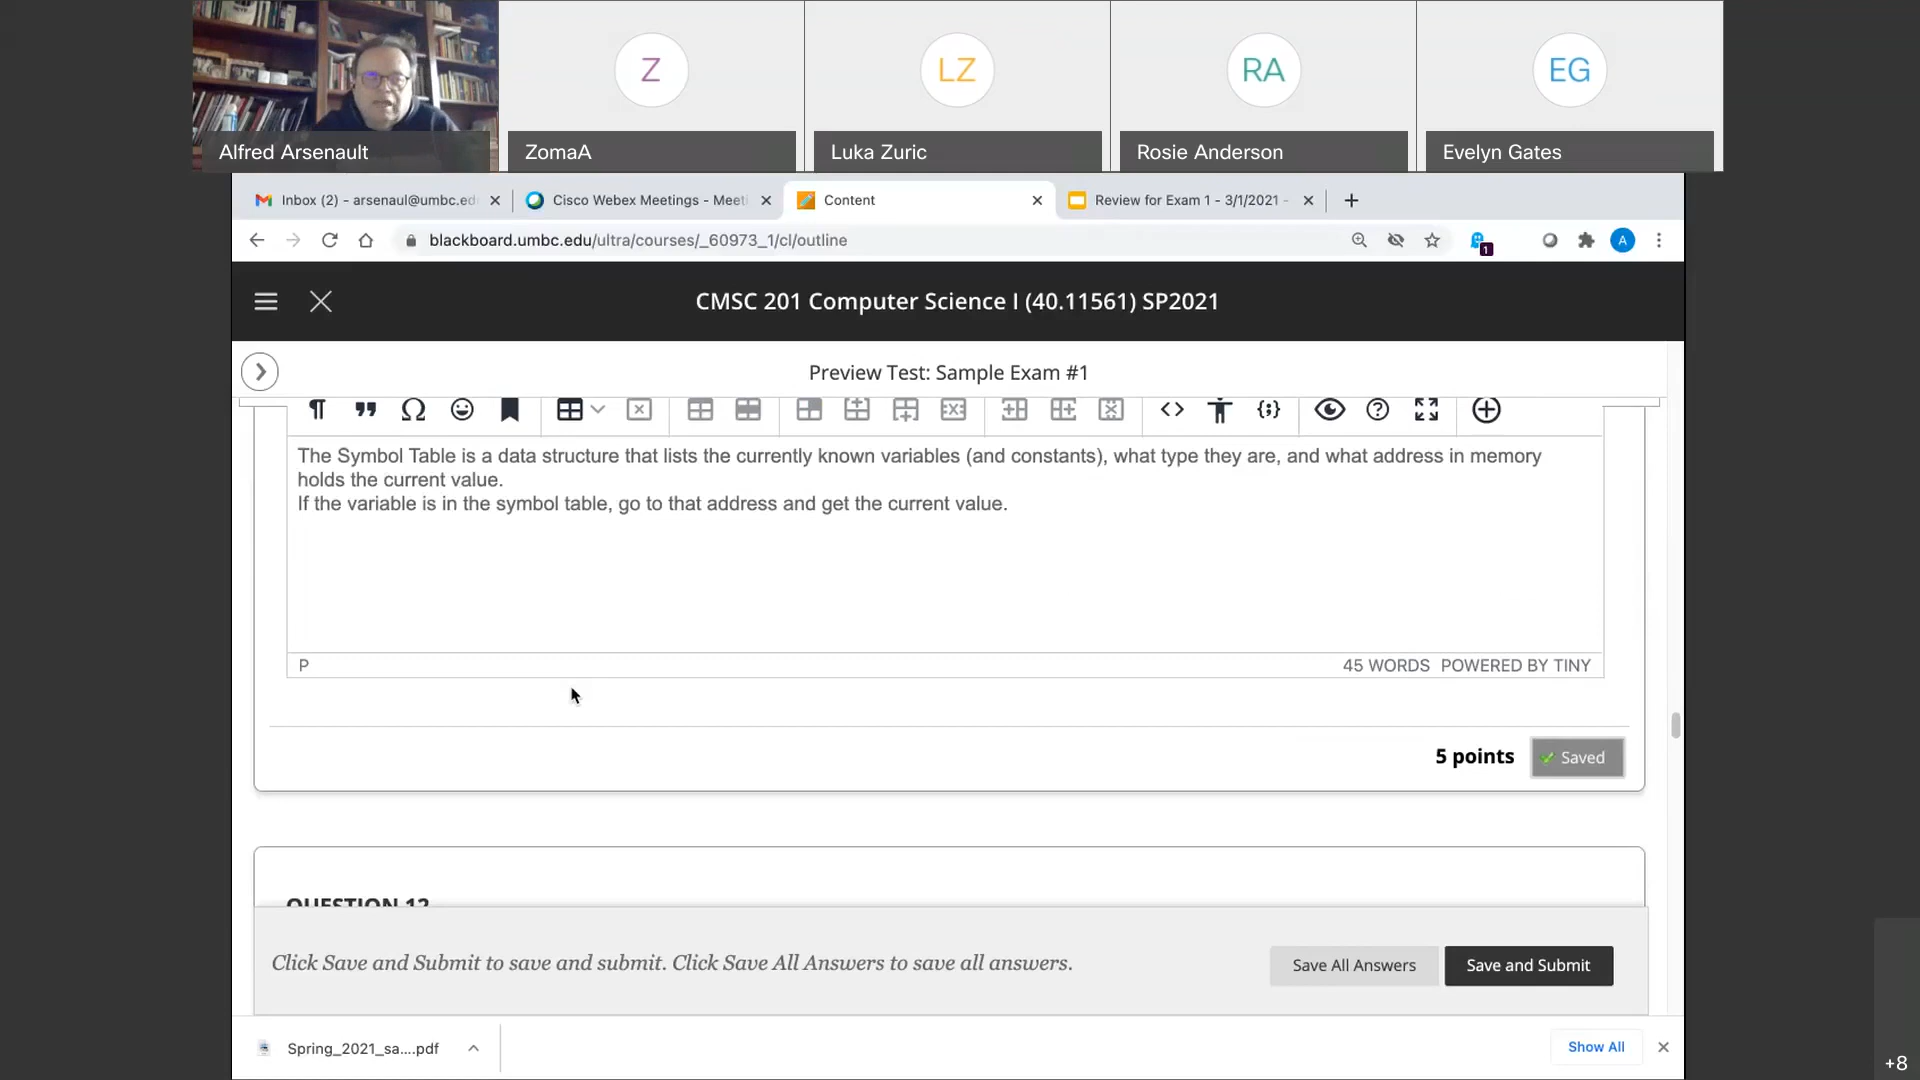 Z
LZ
RA
EG
Alfred Arsenault
ZomaA
Luka Zuric
Rosie Anderson
Evelyn Gates
Inbox (2) - arsenaul@umbc.ed
Cisco Webex Meetings - Meeti
Content
Review for Exam 1 - 3/1/2021 -
blackboard.umbc.edu/ultra/courses/_60973_1/cl/outline
1
A
CMSC 201 Computer Science I (40.11561) SP2021
Preview Test: Sample Exam #1
The Symbol Table is a data structure that lists the currently known variables (and constants), what type they are, and what address in memory
holds the current value.
If the variable is in the symbol table, go to that address and get the current value.
P
45 WORDS POWERED BY TINY
5 points
Saved
QUESTION 12
Click Save and Submit to save and submit. Click Save All Answers to save all answers.
Save All Answers
Save and Submit
Spring_2021_sa....pdf
Show All
+8